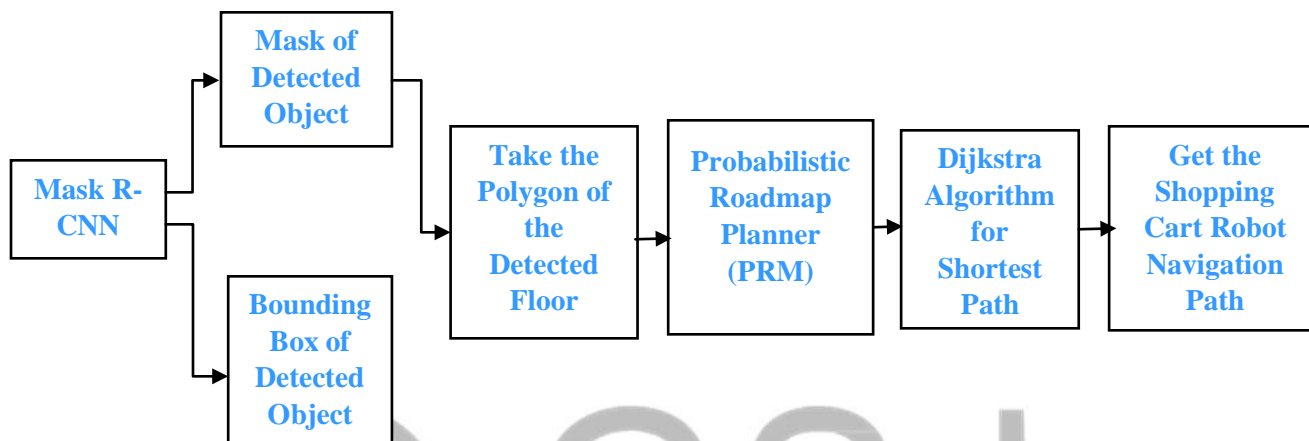 Mask R-
CNN
Mask of
Detected
Object
Bounding
Box of
Detected
Object
Take the
Polygon of
the
Detected
Floor
Probabilistic
Roadmap
Planner
(PRM)
Dijkstra
Algorithm
for
Shortest
Path
Get the
Shopping
Cart Robot
Navigation
Path